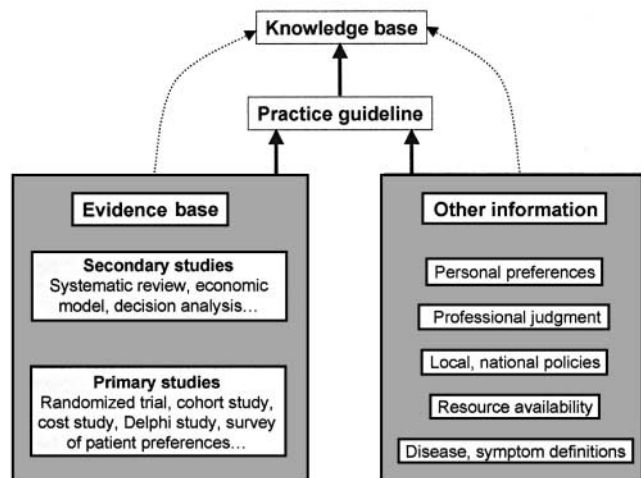 Knowledge base
Practice guideline
Evidence base
Secondary studies
Systematic review, economic
model, decision analysis...
Primary studies
Randomized trial, cohort study,
cost study, Delphi study, survey
of patient preferences...
Other information
Personal preferences
Professional judgment
Local, national policies
Resource availability
Disease, symptom definitions